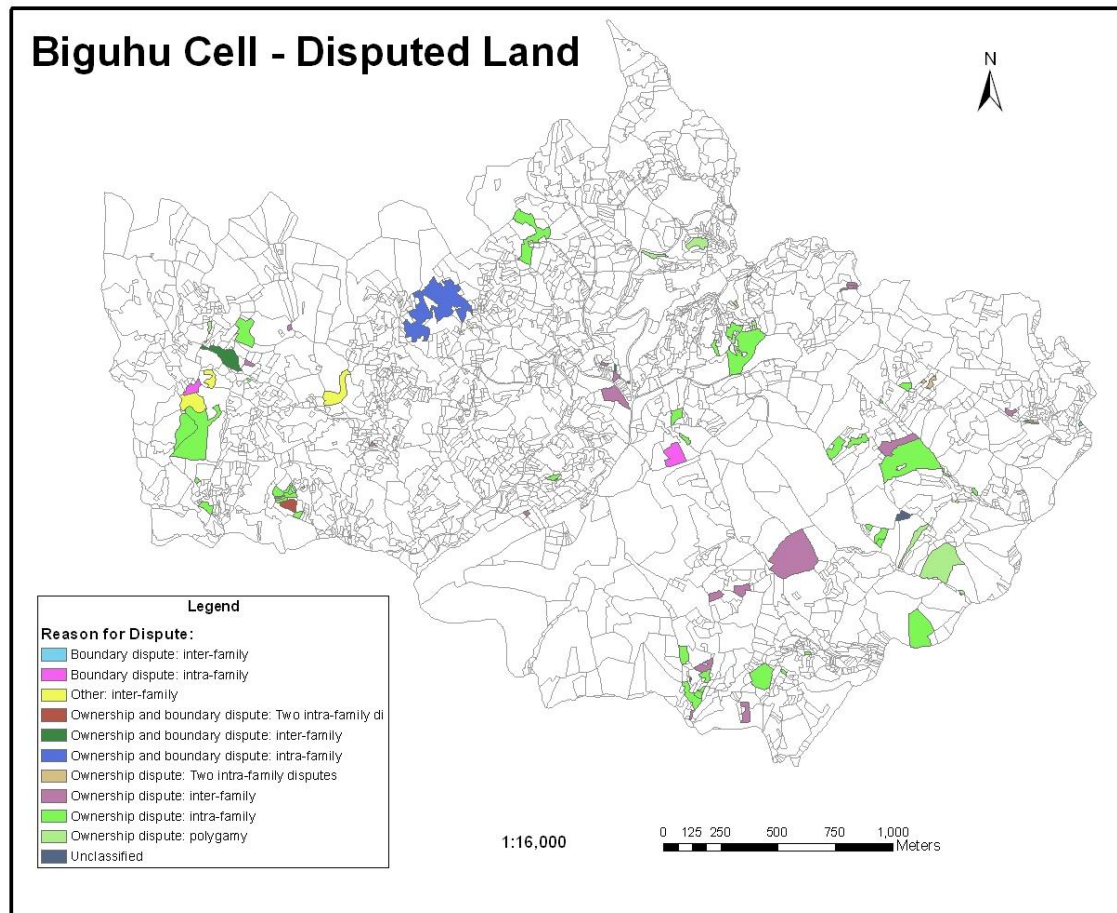 Biguhu Cell - Disputed Land
N
Legend
Reason for Dispute:
Boundary dispute: inter-family
Boundary dispute: intra-family
Other: inter-family
Ownership and boundary dispute: Two intra-family di
Ownership and boundary dispute: inter-family
Ownership and boundary dispute: intra-family
Ownership dispute: Two intra-family disputes
Ownership dispute: inter-family
Ownership dispute: intra-family
Ownership dispute: polygamy
Unclassified
1:16,000
0 125 250 500 750 1,000
Meters